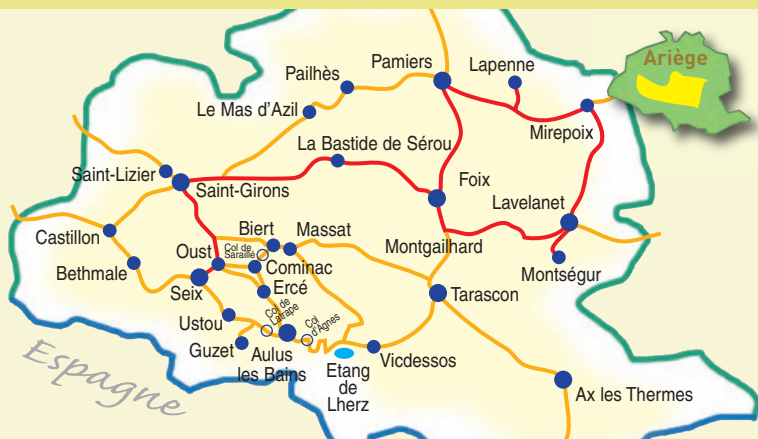 Ariège
Pamiers
Lapenne
Pailhès
Le Mas d'Azil
Mirepoix
La Bastide de Sérou
Saint-Lizier
Saint-Girons
Foix
Lavelanet
Castillon
Biert
Massat
Oust
Col de
Saraillé
Montgailhard
Bethmale
Cominac
Montségur
Seix
Ercé
Tarascon
Ustou
Col de
Latrape
Col
d'Agnes
Guzet
Aulus
les Bains
Etang
de
Lherz
Vicdessos
Espagne
Ax les Thermes